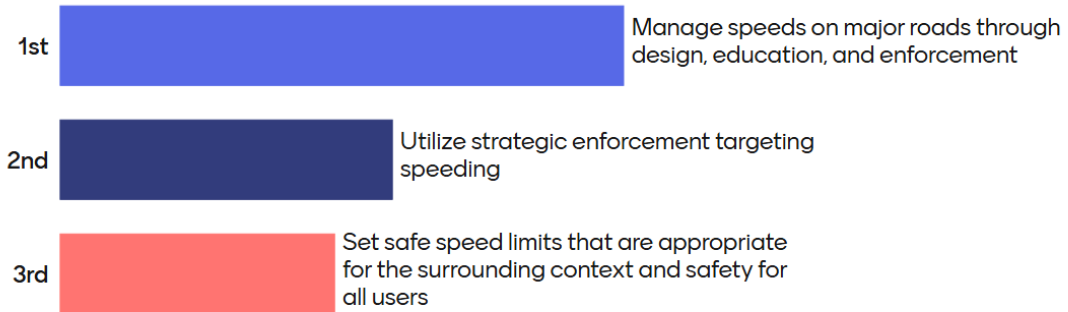 1st
Manage speeds on major roads through
design, education, and enforcement
2nd
Utilize strategic enforcement targeting
speeding
3rd
Set safe speed limits that are appropriate
for the surrounding context and safety for
all users